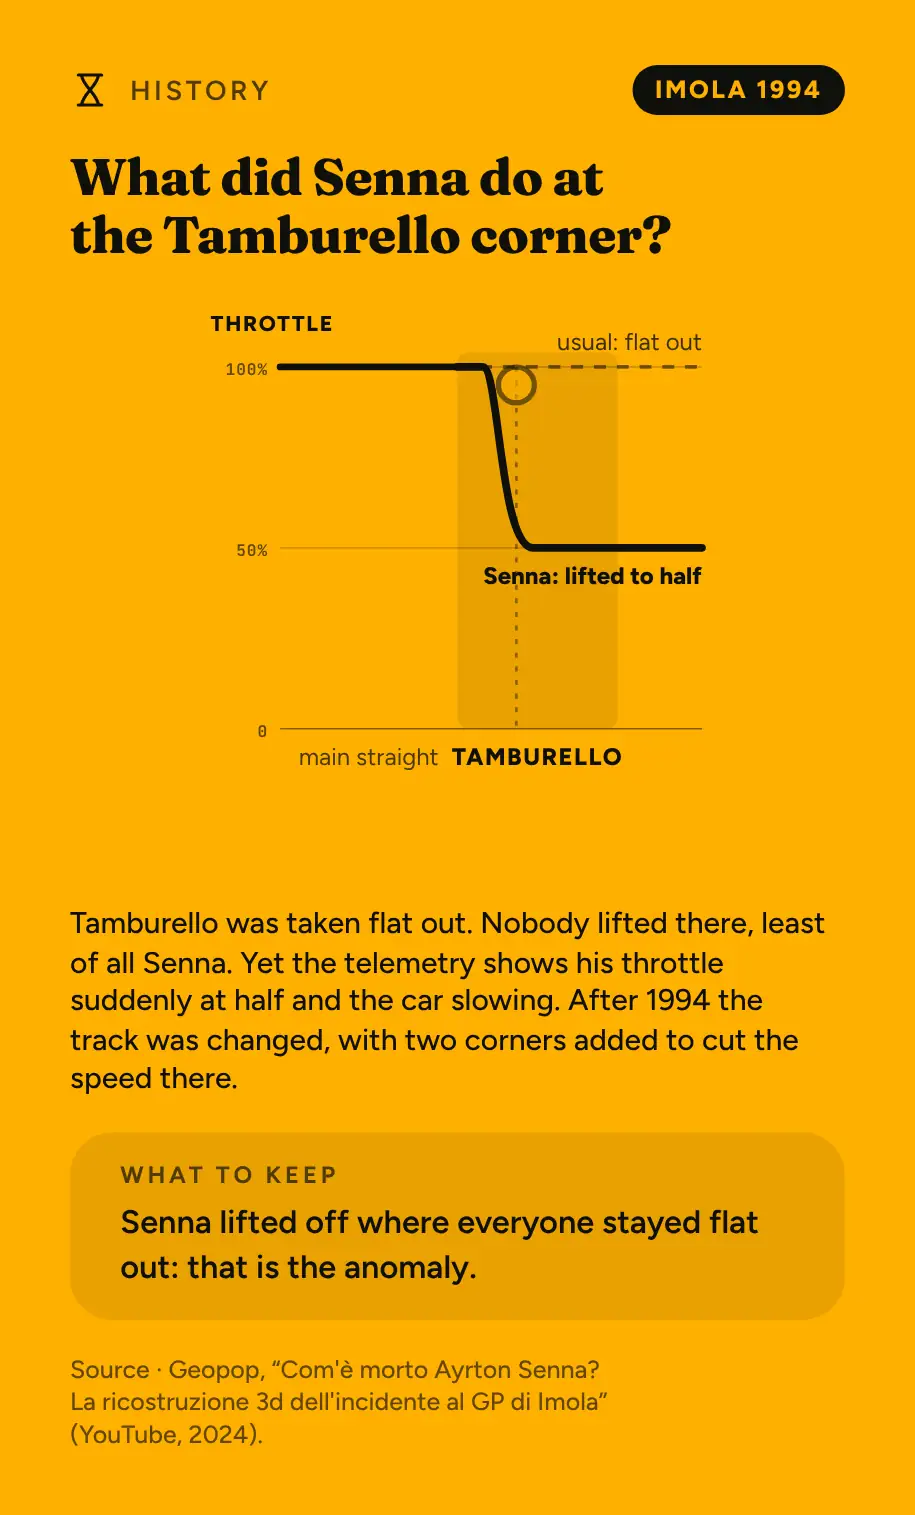 HISTORY
IMOLA 1994
What did Senna do at
the Tamburello corner?
THROTTLE
usual: flat out
100%
50%
Senna: lifted to half
0
main straight TAMBURELLO
Tamburello was taken flat out. Nobody lifted there, least
of all Senna. Yet the telemetry shows his throttle
suddenly at half and the car slowing. After 1994 the
track was changed, with two corners added to cut the
speed there.
WHAT TO KEEP
Senna lifted off where everyone stayed flat
out: that is the anomaly.
Source · Geopop, “Com'è morto Ayrton Senna?
La ricostruzione 3d dell'incidente al GP di Imola”
(YouTube, 2024).